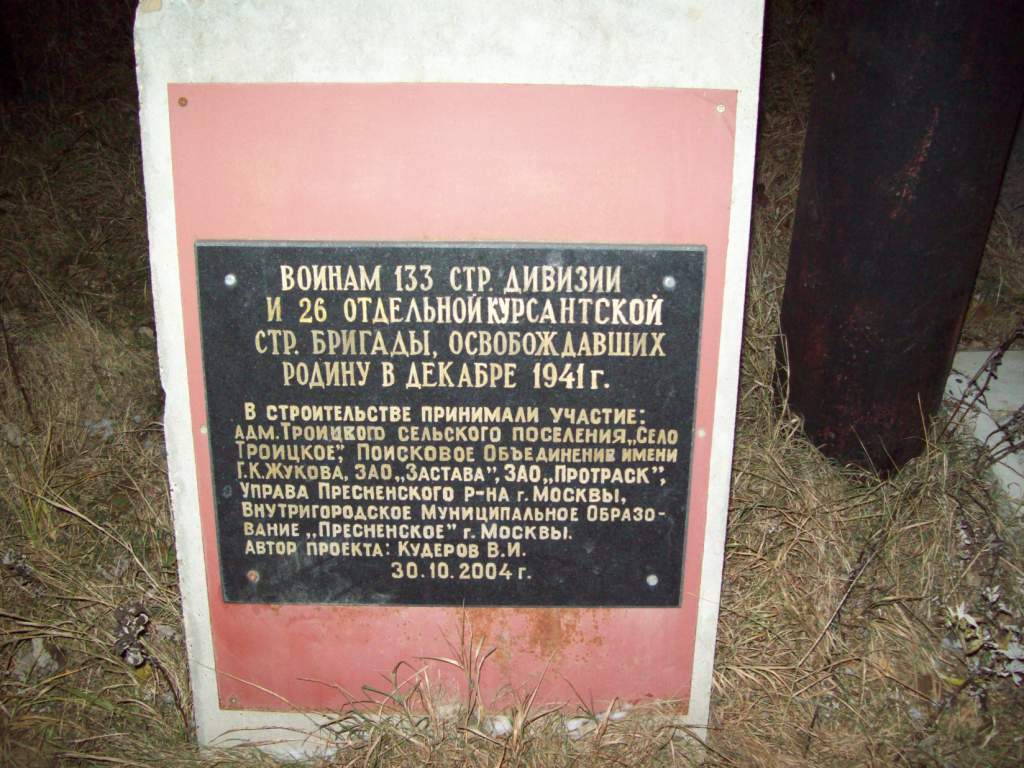 ВОИНАМ 133 СТР. ДИВИЗИИ
И 26 ОТДЕЛЬНОЙ КУРСАНТСКОЙ
СТР. БРИГАДЫ, ОСВОБОЖДАВШИХ
РОДИНУ В ДЕКАБРЕ 1941 г.
В СТРОИТЕЛЬСТВЕ ПРИНИМАЛИ УЧАСТИЕ:
АДМ. ТРОИЦКОГО СЕЛЬСКОГО ПОСЕЛЕНИЯ „СЕЛО
ТРОИЦКОЕ”, ПОИСКОВОЕ ОБЪЕДИНЕНИЕ ИМЕНИ
Г.К.ЖУКОВА, ЗАО „ЗАСТАВА”, ЗАО „ПРОТРАСК”,
УПРАВА ПРЕСНЕНСКОГО Р-НА г. МОСКВЫ,
ВНУТРИГОРОДСКОЕ МУНИЦИПАЛЬНОЕ ОБРАЗО-
ВАНИЕ „ПРЕСНЕНСКОЕ” г. МОСКВЫ.
АВТОР ПРОЕКТА: КУДЕРОВ В.И.
30.10.2004 г.